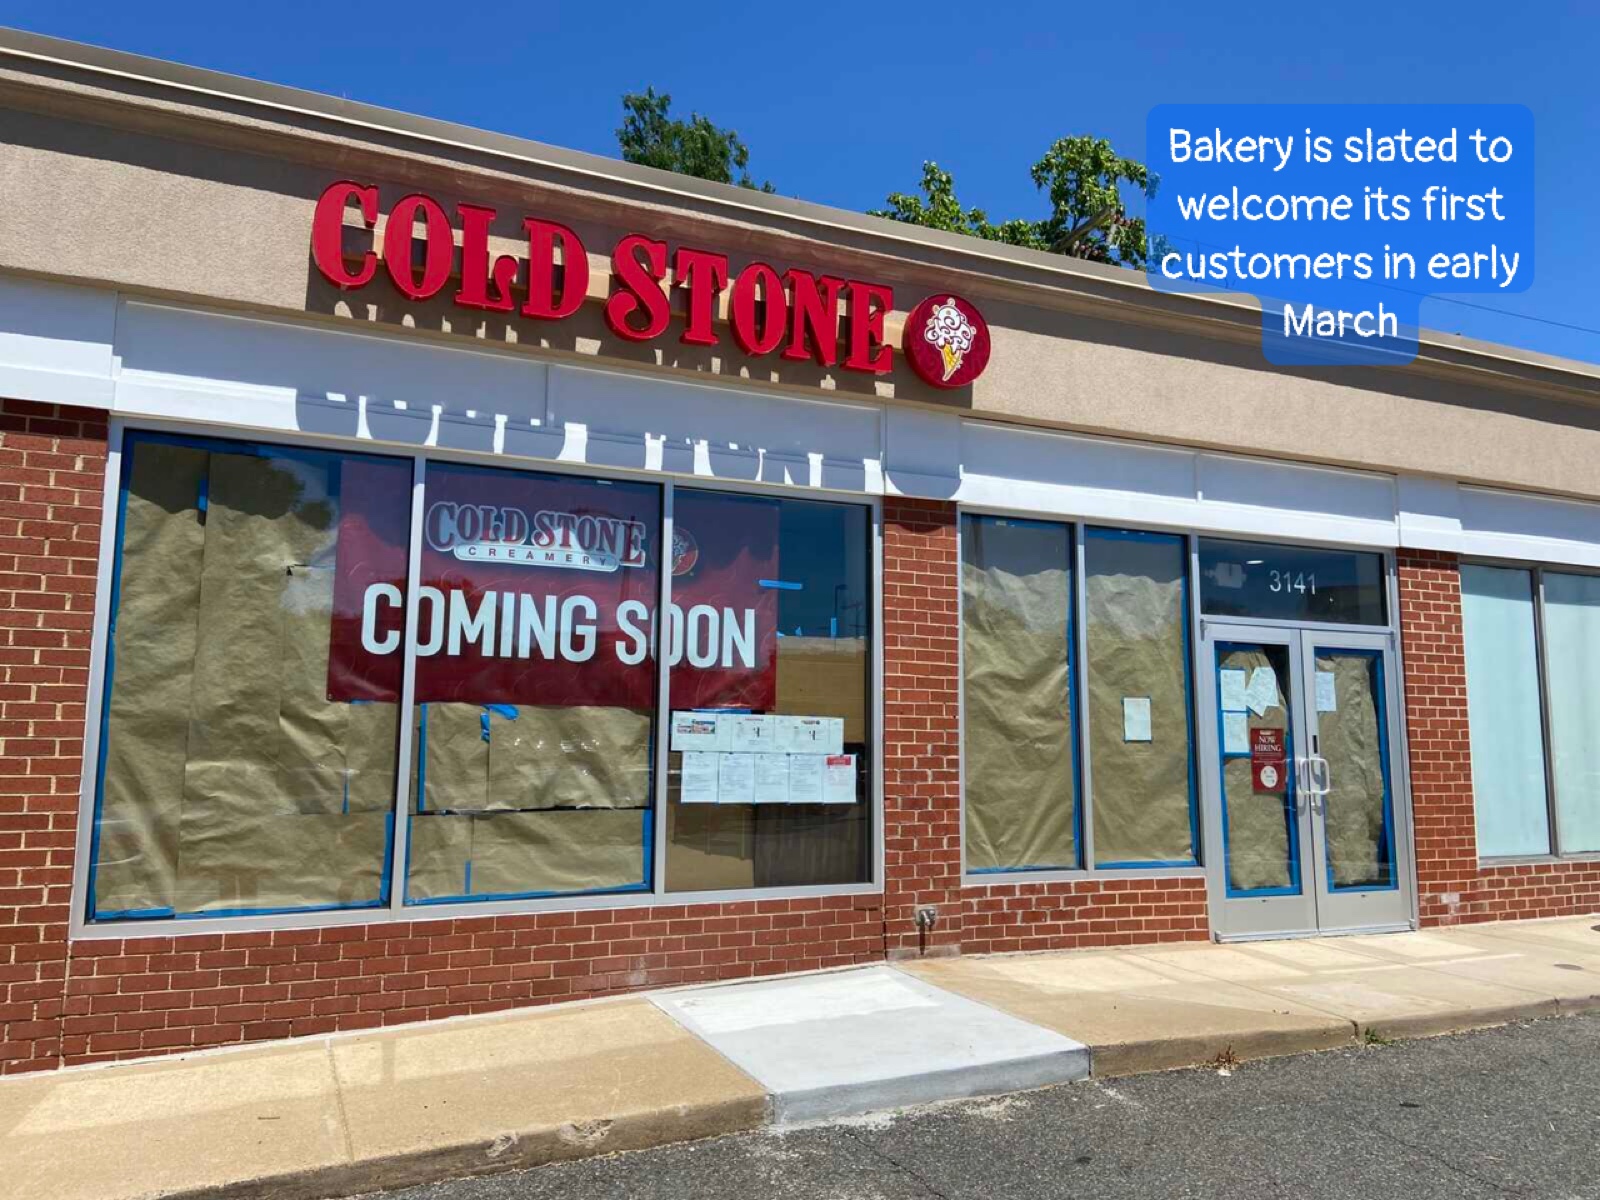 Bakery is slated to
welcome its first
customers in early
March
COLD STONE
COLD STONE
CREAMERY
COMING SOON
3141
NOW
HIRING